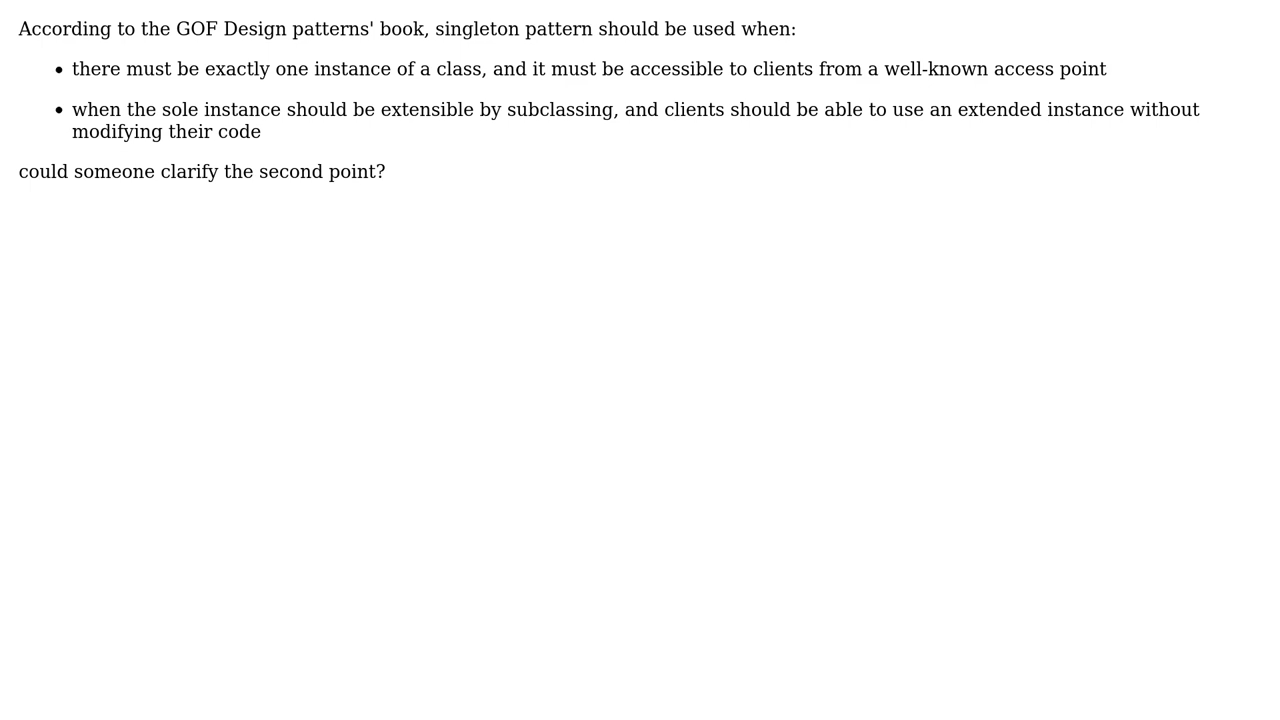 According to the GOF Design patterns' book, singleton pattern should be used when:
• there must be exactly one instance of a class, and it must be accessible to clients from a well-known access point
• when the sole instance should be extensible by subclassing, and clients should be able to use an extended instance without
modifying their code
could someone clarify the second point?